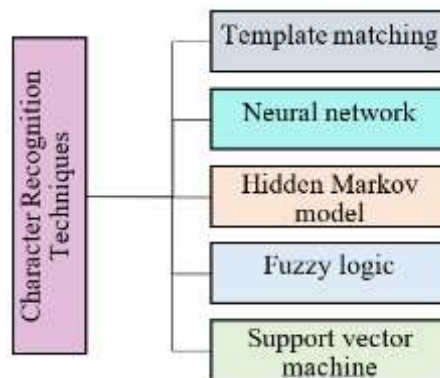 Character Recognition
Techniques
Template matching
Neural network
Hidden Markov
model
Fuzzy logic
Support vector
machine